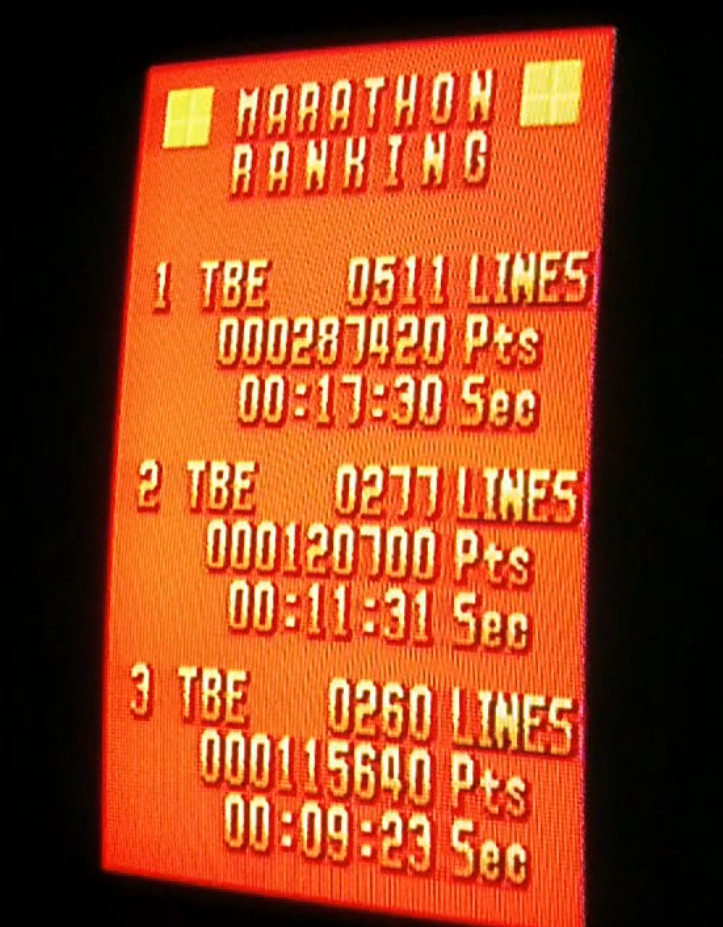 MARATHON
RANKING
1 TBE 0511 LINES
000287420 Pts
00:17:30 Sec
2 TBE 0277 LINES
000120700 Pts
00:11:31 Sec
3 TBE 0260 LINES
000115640 Pts
00:09:23 Sec